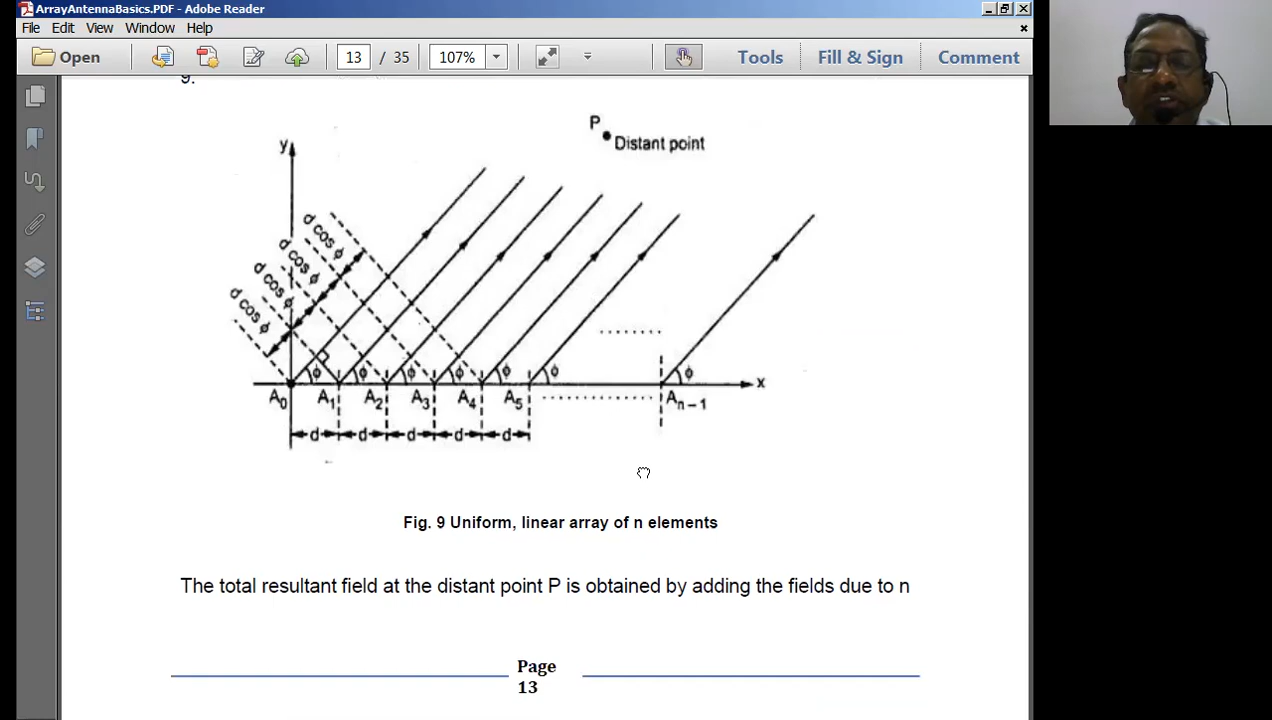 ArrayAntennaBasics.PDF - Adobe Reader
File Edit View Window Help
Open 13 / 35 107% Tools Fill & Sign Comment
9.
P
Distant point
y
d cos ϕ
d cos ϕ
d cos ϕ
d cos ϕ
ϕ ϕ ϕ ϕ ϕ ϕ ϕ
x
A0 A1 A2 A3 A4 A5 An – 1
d d d d d
Fig. 9 Uniform, linear array of n elements
The total resultant field at the distant point P is obtained by adding the fields due to n
Page
13